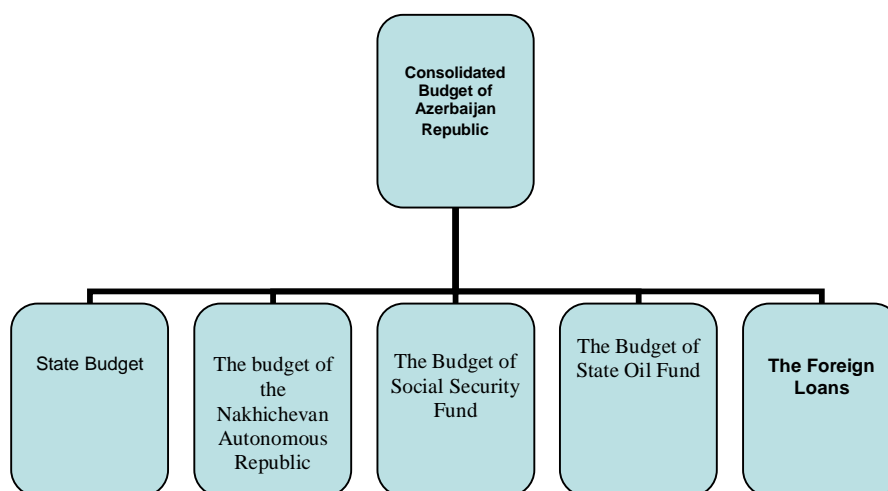 Consolidated
Budget of
Azerbaijan
Republic
State Budget
The budget of
the
Nakhichevan
Autonomous
Republic
The Budget of
Social Security
Fund
The Budget of
State Oil Fund
The Foreign
Loans